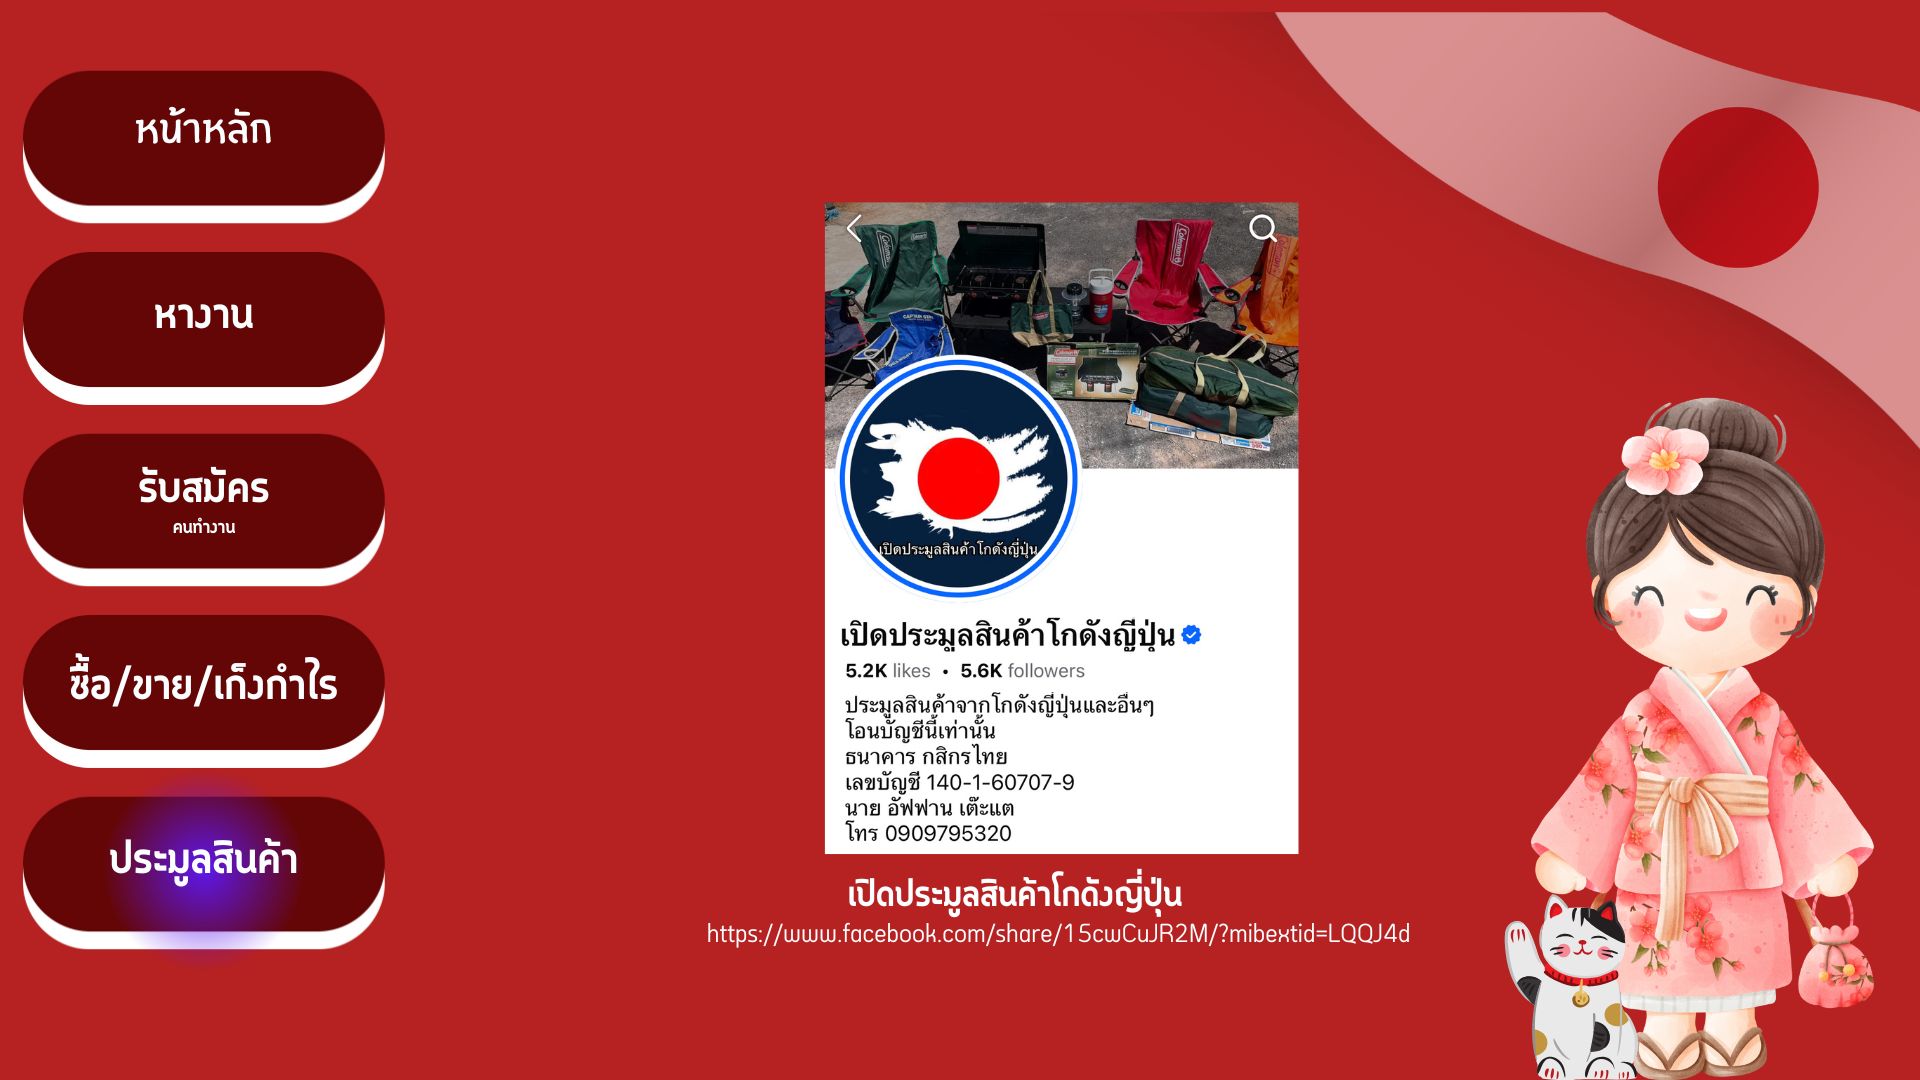 หน้าหลัก
หางาน
รับสมัคร
คนทำงาน
ซื้อ/ขาย/เก็งกำไร
ประมูลสินค้า
Coleman
Coleman
CAPTAIN STAG
Coleman
เปิดประมูลสินค้าโกดังญี่ปุ่น
เปิดประมูลสินค้าโกดังญี่ปุ่น
5.2K likes • 5.6K followers
ประมูลสินค้าจากโกดังญี่ปุ่นและอื่นๆ
โอนบัญชีนี้เท่านั้น
ธนาคาร กสิกรไทย
เลขบัญชี 140-1-60707-9
นาย อัฟฟาน เต๊ะแต
โทร 0909795320
เปิดประมูลสินค้าโกดังญี่ปุ่น
https://www.facebook.com/share/15cwCuJR2M/?mibextid=LQQJ4d